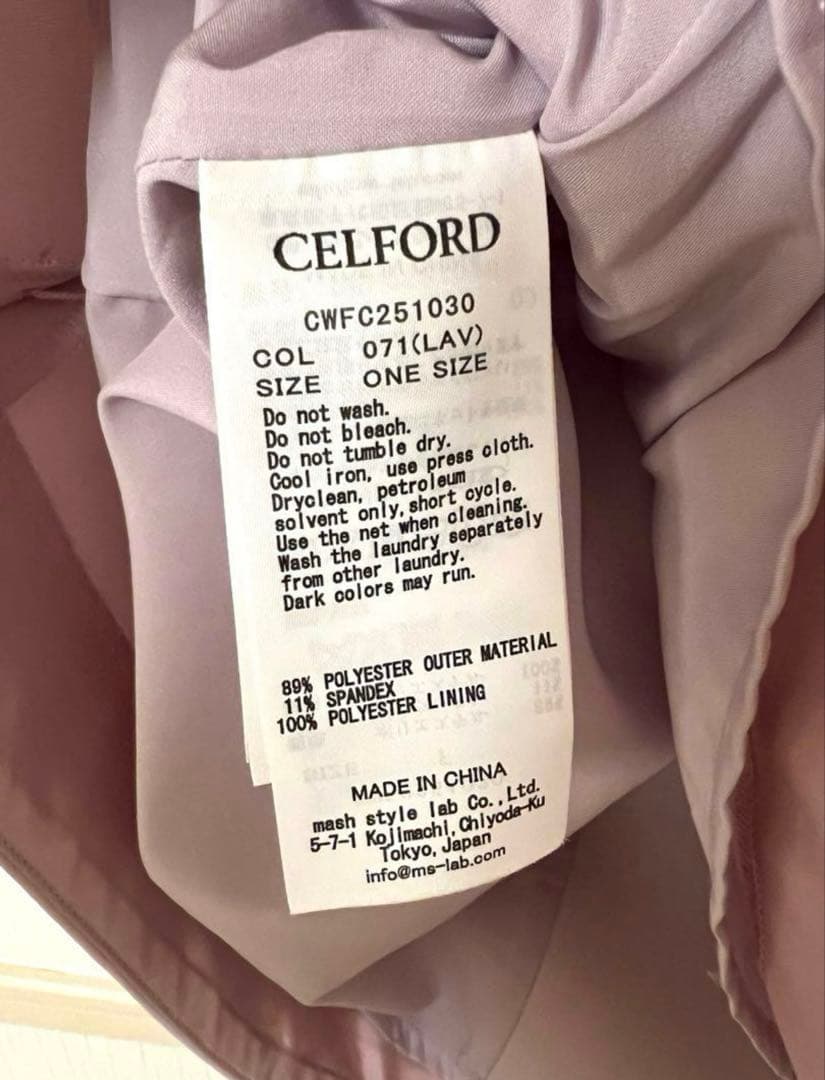 CELFORD
CWFC251030
COL 071(LAV)
SIZE ONE SIZE
Do not wash.
Do not bleach.
Do not tumble dry.
Cool iron, use press cloth.
Dryclean, petroleum
solvent only, short cycle.
Use the net when cleaning.
Wash the laundry separately
from other laundry.
Dark colors may run.
89% POLYESTER OUTER MATERIAL
11% SPANDEX
100% POLYESTER LINING
MADE IN CHINA
mash style lab Co.,Ltd.
5-7-1 Kojimachi, Chiyoda-Ku
Tokyo, Japan
info@ms-lab.com